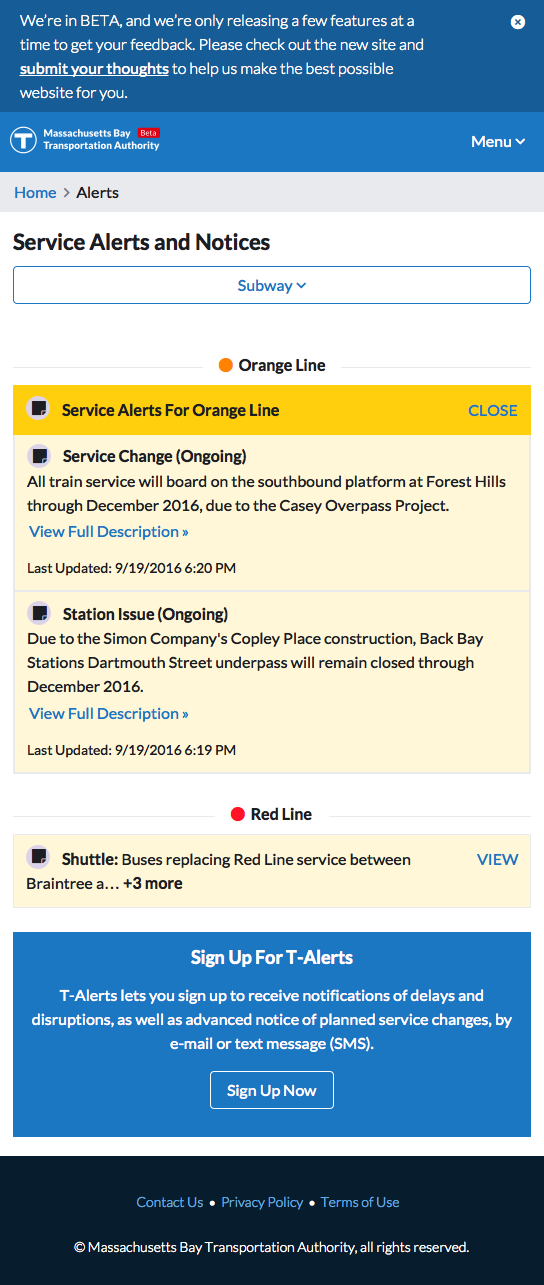 We're in BETA, and we're only releasing a few features at a
time to get your feedback. Please check out the new site and
submit your thoughts to help us make the best possible
website for you.
Massachusetts Bay Beta
Transportation Authority
Menu
Home > Alerts
Service Alerts and Notices
Subway
Orange Line
Service Alerts For Orange Line CLOSE
Service Change (Ongoing)
All train service will board on the southbound platform at Forest Hills
through December 2016, due to the Casey Overpass Project.
View Full Description »
Last Updated: 9/19/2016 6:20 PM
Station Issue (Ongoing)
Due to the Simon Company's Copley Place construction, Back Bay
Stations Dartmouth Street underpass will remain closed through
December 2016.
View Full Description »
Last Updated: 9/19/2016 6:19 PM
Red Line
Shuttle: Buses replacing Red Line service between VIEW
Braintree a… +3 more
Sign Up For T-Alerts
T-Alerts lets you sign up to receive notifications of delays and
disruptions, as well as advanced notice of planned service changes, by
e-mail or text message (SMS).
Sign Up Now
Contact Us • Privacy Policy • Terms of Use
© Massachusetts Bay Transportation Authority, all rights reserved.